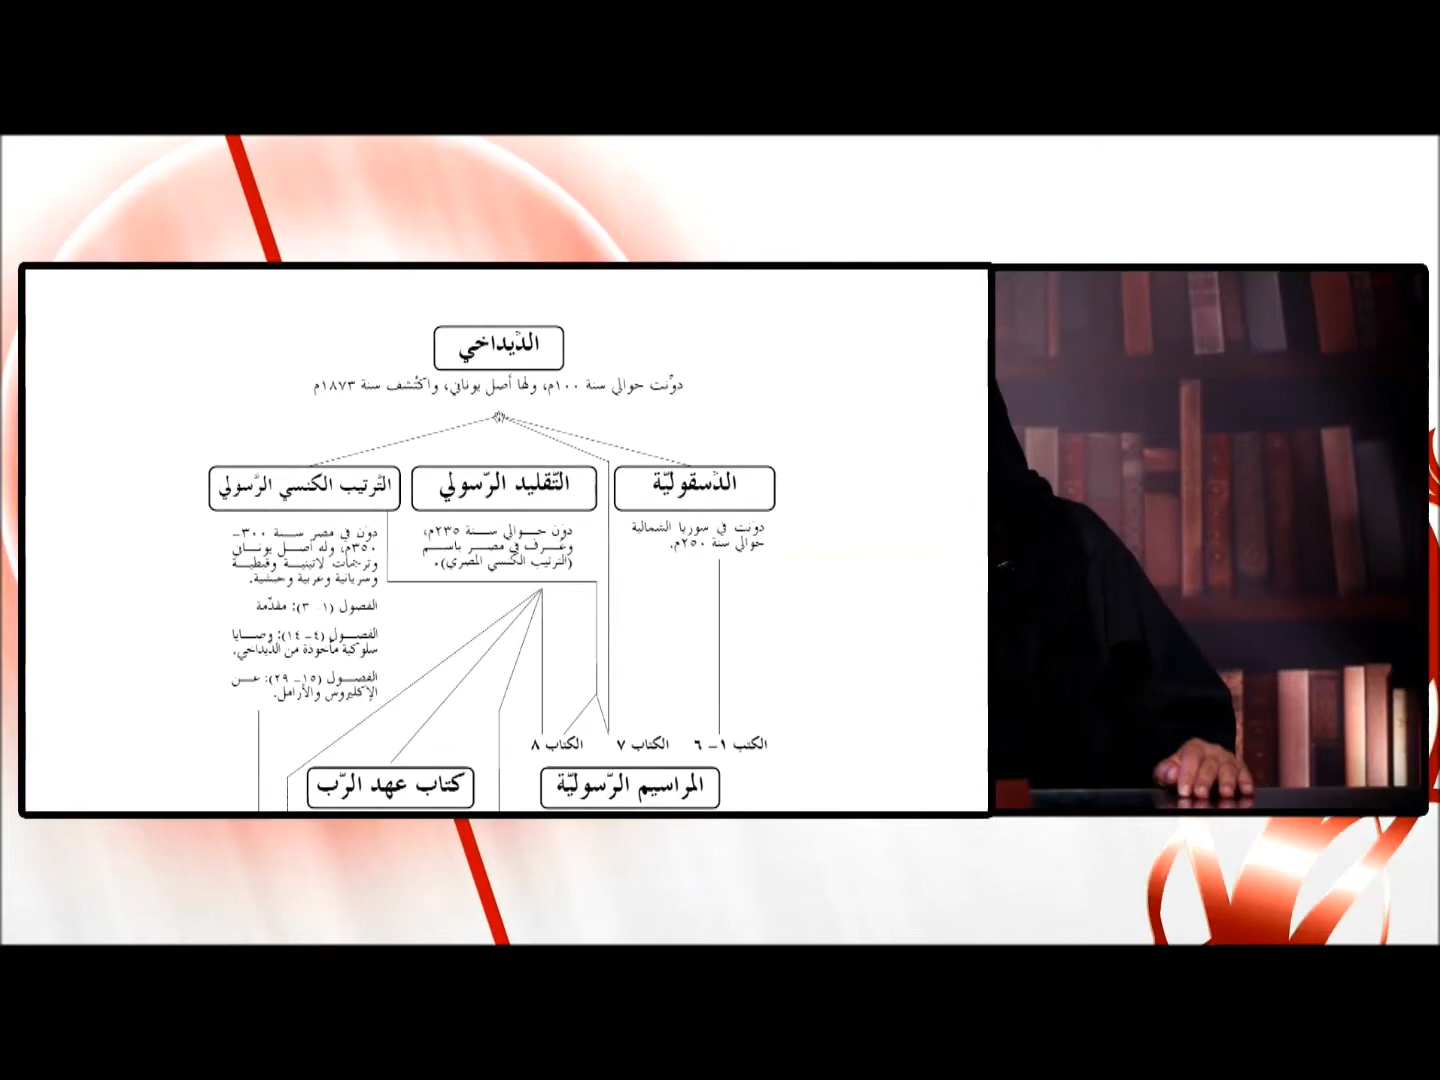 الدِّيداخي
دوِّنت حوالي سنة ١٠٠م، ولها أصل يوناني، واكتُشف سنة ١٨٧٣م
الدِّسقوليّة
التّقليد الرّسولي
التَّرتيب الكنسي الرَّسولي
دوِّنت في سوريا الشمالية
حوالي سنة ٢٥٠م.
دوِّن حوالي سنة ٢٣٥م،
وعُرف في مصر باسم
(الترتيب الكنسي المصري).
دوِّن في مصر سنة ٣٠٠-
٣٥٠م، وله أصل يونان
وترجمات لاتينية وقبطية
وسريانية وعربية وحبشية.
الفصول (١- ٣): مقدّمة
الفصول (٤- ١٤): وصايا
سلوكية مأخوذة من الدِّيداخي.
الفصول (١٥- ٢٩): عن
الإكليروس والأرامل.
الكتب ١- ٦
الكتاب ٧
الكتاب ٨
المراسيم الرّسوليّة
كتاب عهد الرّب